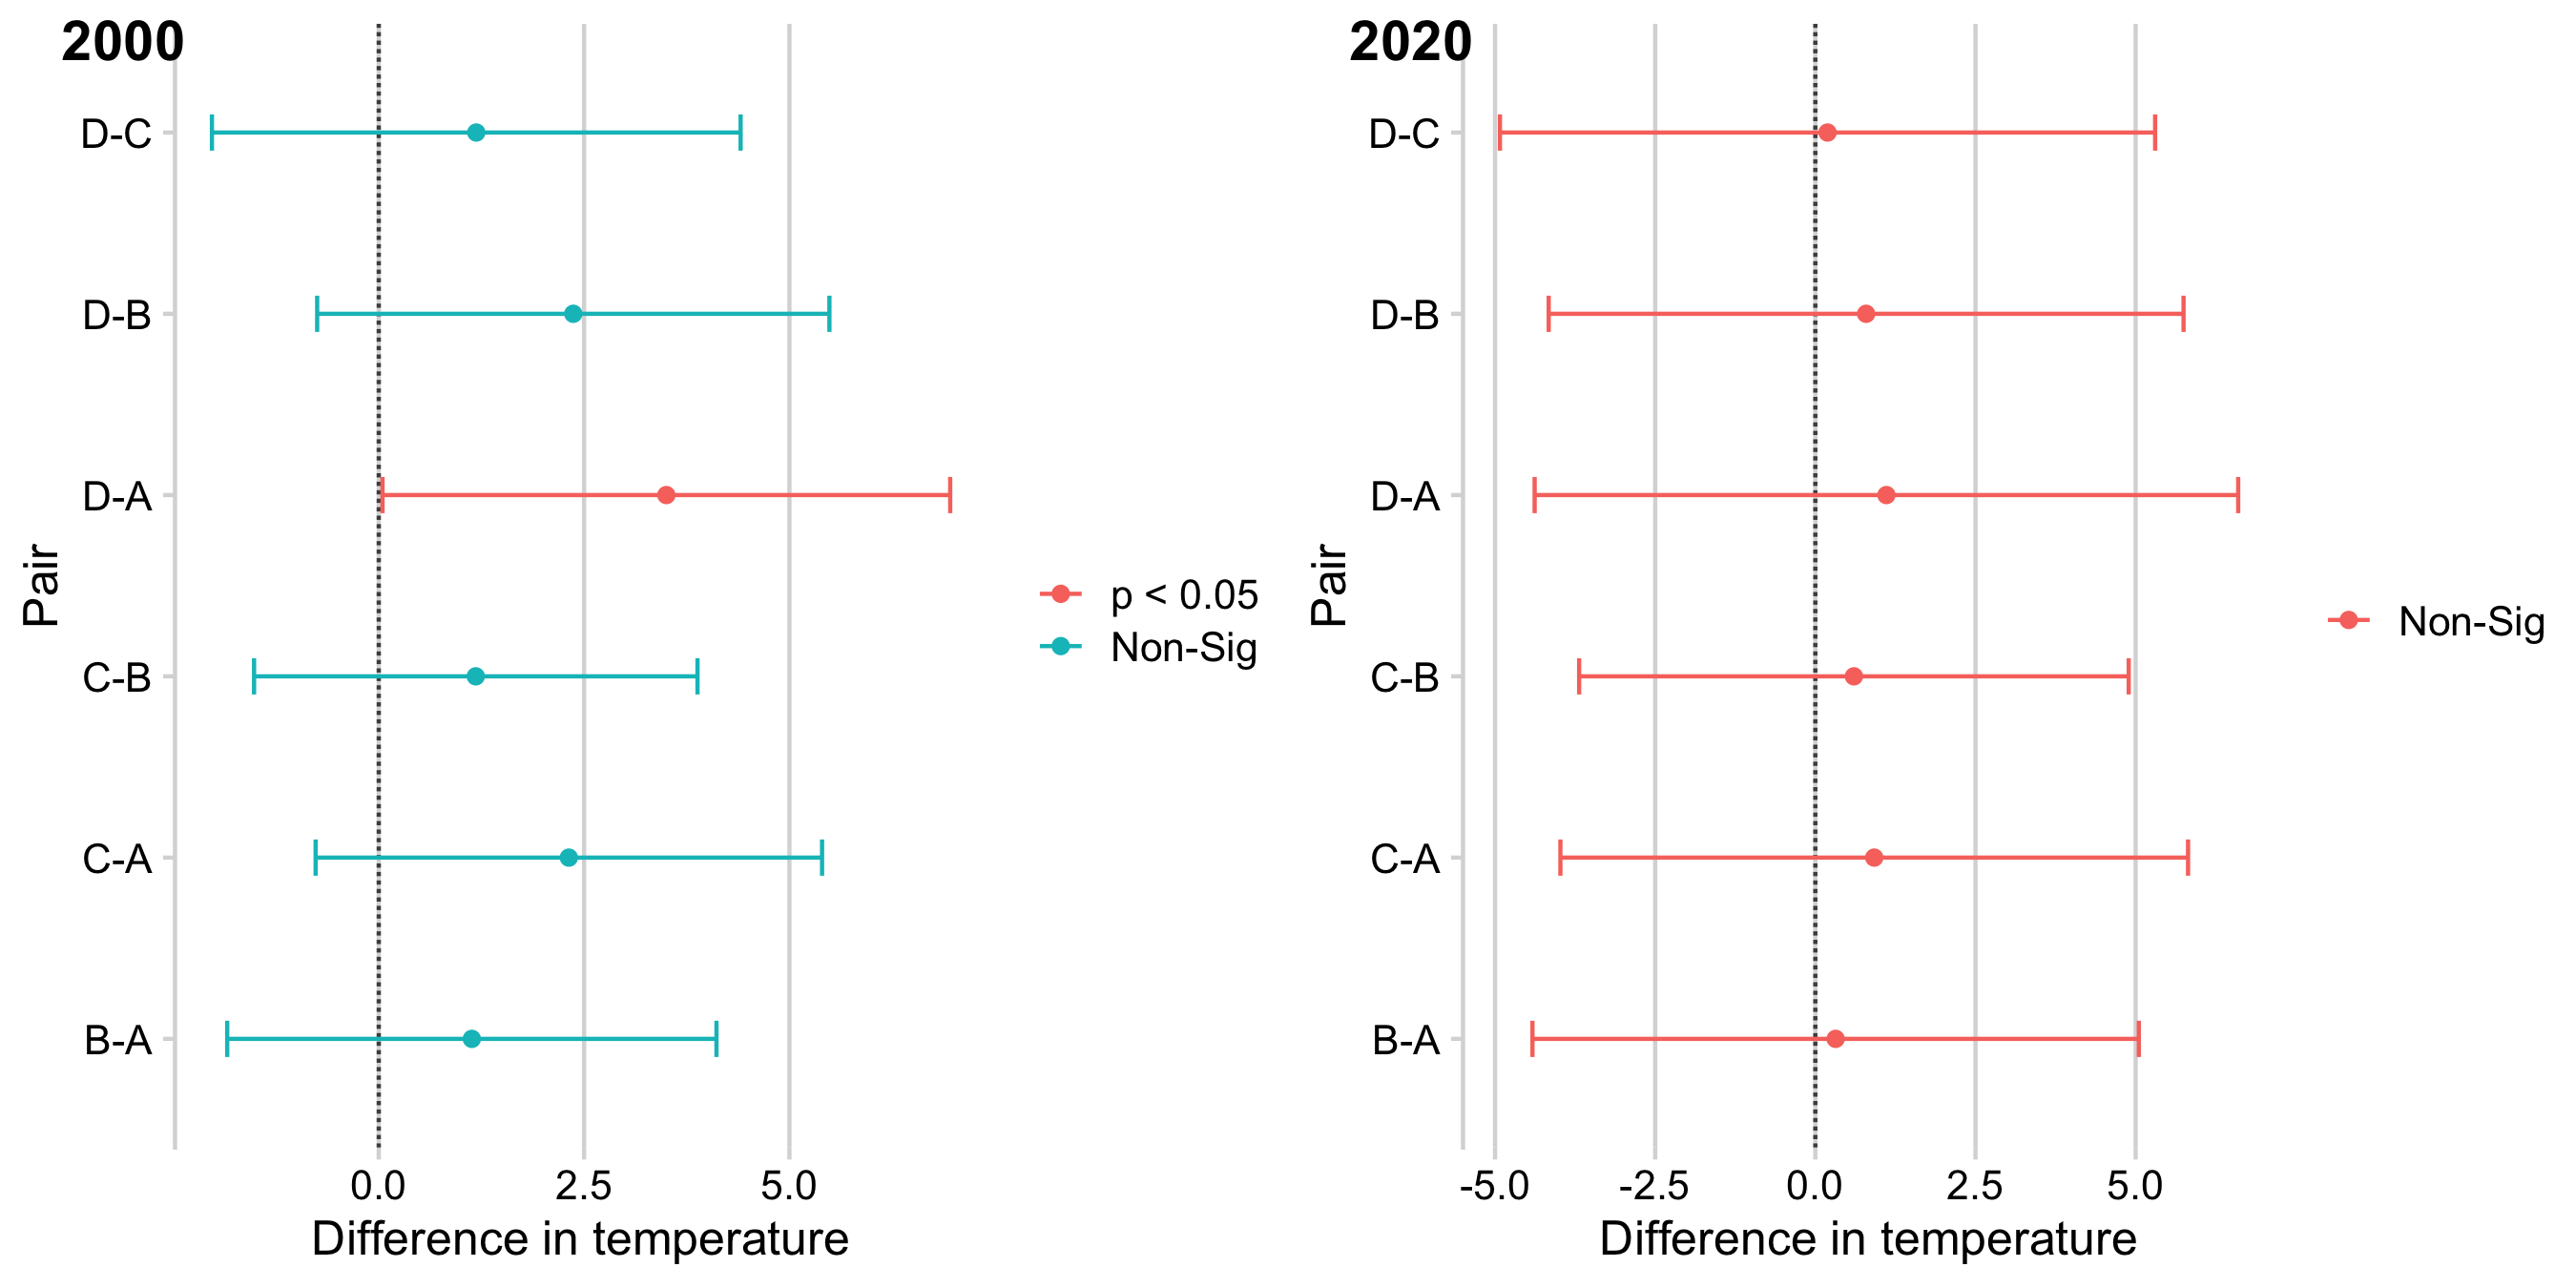 2000
D-C
D-B
D-A
C-B
C-A
B-A
Pair
0.0 2.5 5.0
Difference in temperature
p < 0.05
Non-Sig
2020
D-C
D-B
D-A
C-B
C-A
B-A
Pair
-5.0 -2.5 0.0 2.5 5.0
Difference in temperature
Non-Sig